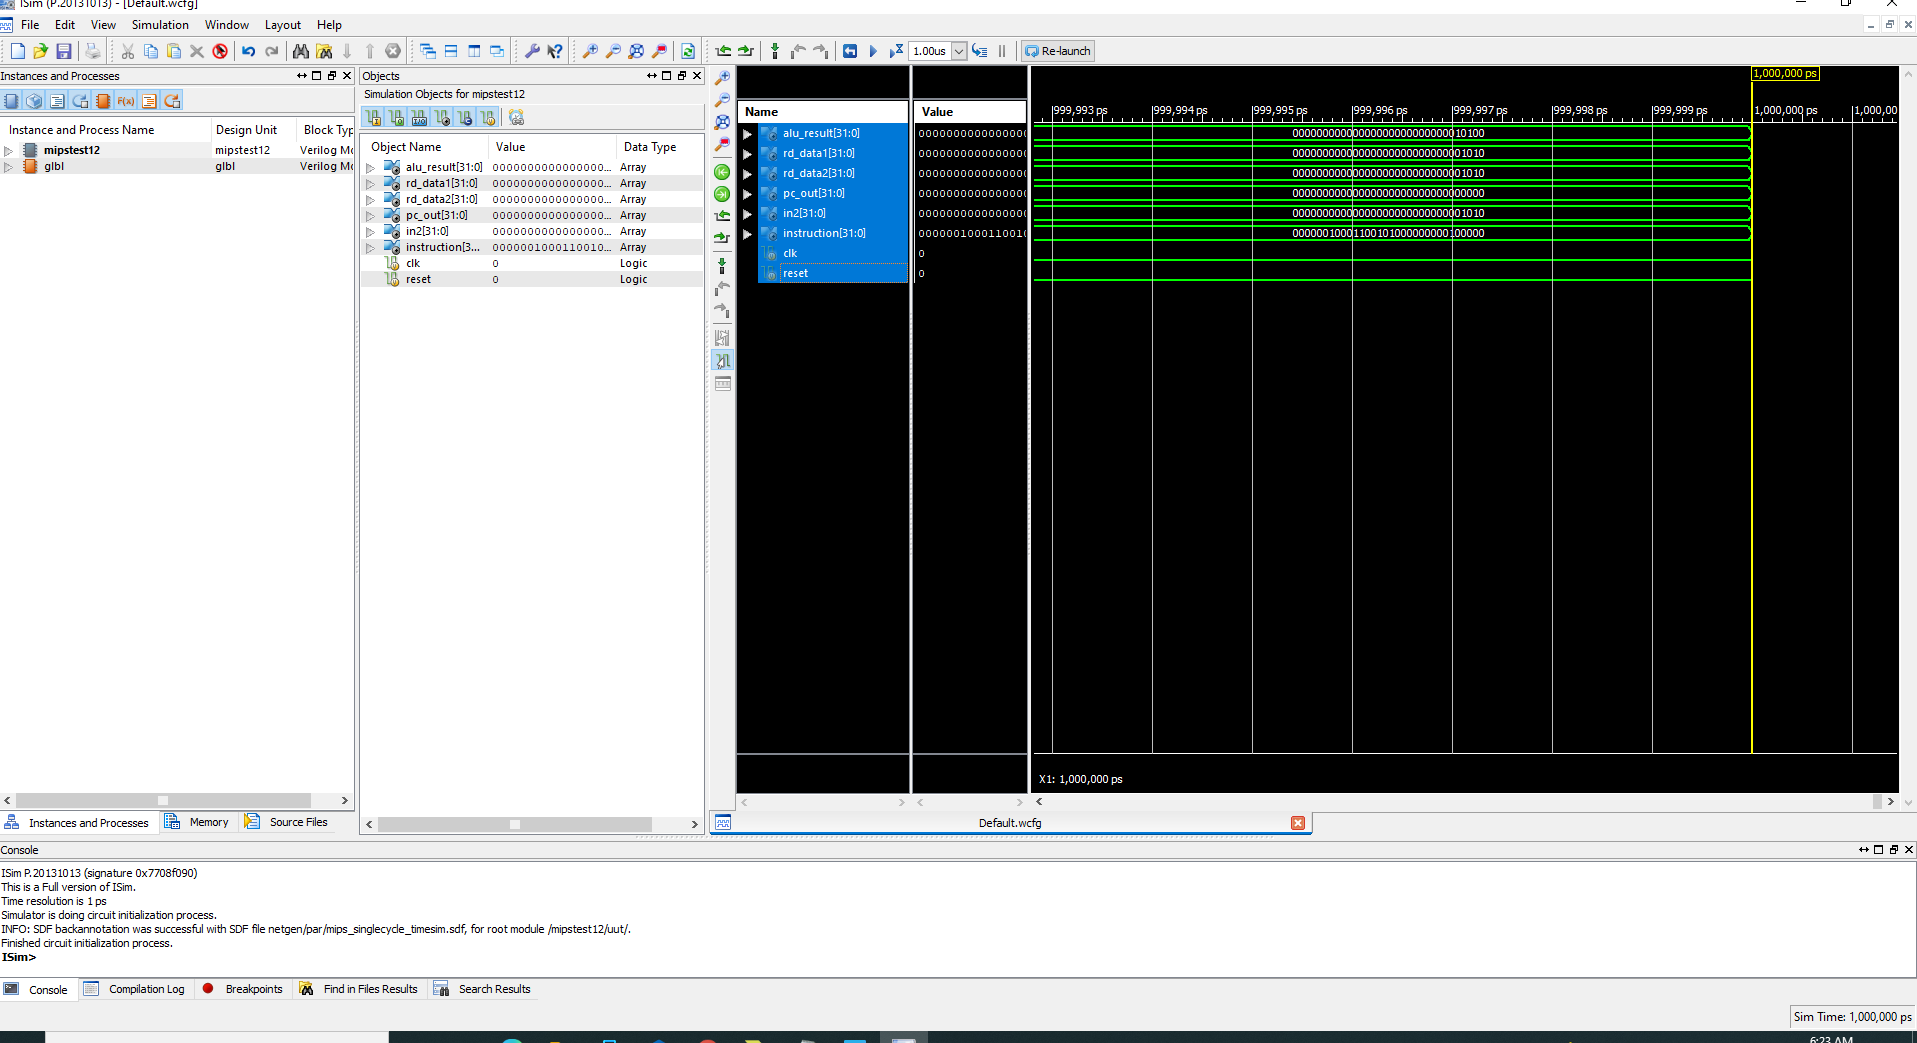 ISim (P.20131013) - [Default.wcfg]
File Edit View Simulation Window Layout Help
1.00us Re-launch
Instances and Processes
Instance and Process Name Design Unit Block Typ
mipstest12 mipstest12 Verilog Mo
glbl glbl Verilog Mo
Instances and Processes Memory Source Files
Objects
Simulation Objects for mipstest12
Object Name Value Data Type
alu_result[31:0] 0000000000000000... Array
rd_data1[31:0] 0000000000000000... Array
rd_data2[31:0] 0000000000000000... Array
pc_out[31:0] 0000000000000000... Array
in2[31:0] 0000000000000000... Array
instruction[3... 0000001000110010... Array
clk 0 Logic
reset 0 Logic
1,000,000 ps
Name Value 999,993 ps 999,994 ps 999,995 ps 999,996 ps 999,997 ps 999,998 ps 999,999 ps 1,000,000 ps 1,000,00
alu_result[31:0] 0000000000000000 00000000000000000000000000010100
rd_data1[31:0] 0000000000000000 00000000000000000000000000001010
rd_data2[31:0] 0000000000000000 00000000000000000000000000001010
pc_out[31:0] 0000000000000000 00000000000000000000000000000000
in2[31:0] 0000000000000000 00000000000000000000000000001010
instruction[31:0] 0000001000110010 00000010001100101000000000100000
clk 0
reset 0
X1: 1,000,000 ps
Default.wcfg
Console
ISim P.20131013 (signature 0x7708f090)
This is a Full version of ISim.
Time resolution is 1 ps
Simulator is doing circuit initialization process.
INFO: SDF backannotation was successful with SDF file netgen/par/mips_singlecycle_timesim.sdf, for root module /mipstest12/uut/.
Finished circuit initialization process.
ISim>
Console Compilation Log Breakpoints Find in Files Results Search Results
Sim Time: 1,000,000 ps
6:23 AM